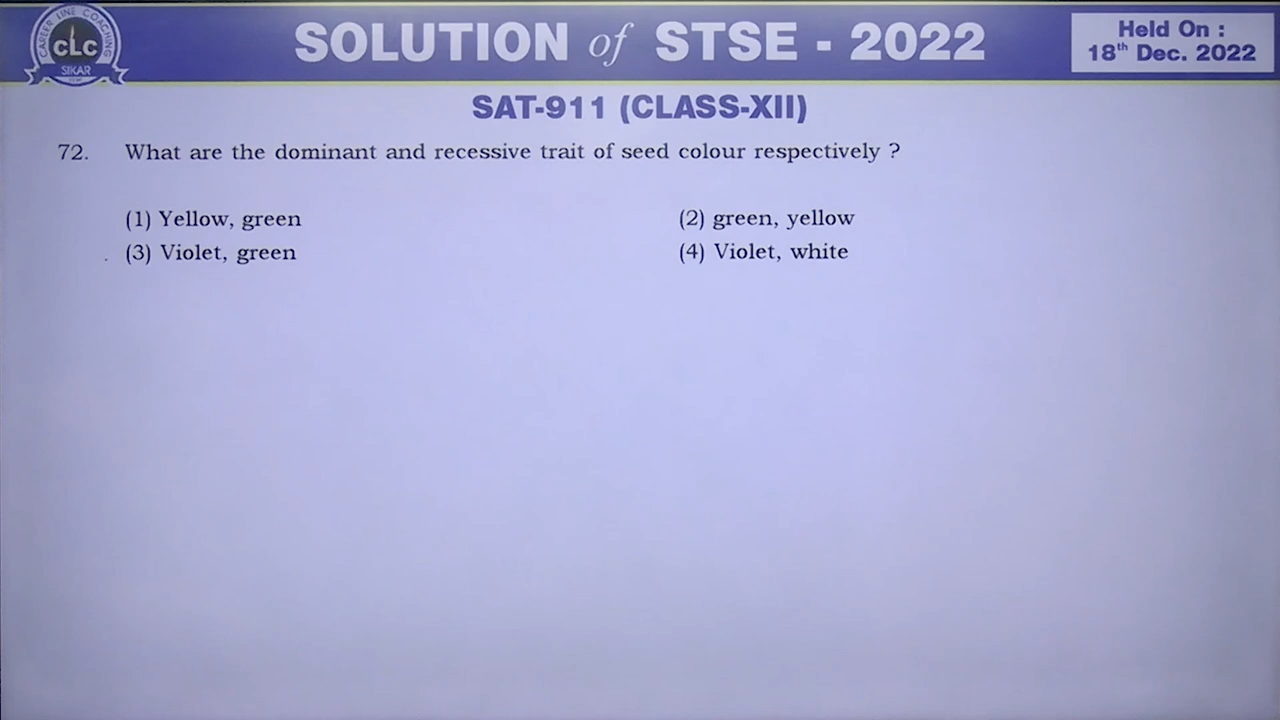 CAREER LINE COACHING
CLC
SIKAR
SOLUTION of STSE - 2022
Held On :
18th Dec. 2022
SAT-911 (CLASS-XII)
72. What are the dominant and recessive trait of seed colour respectively ?
(1) Yellow, green (2) green, yellow
(3) Violet, green (4) Violet, white